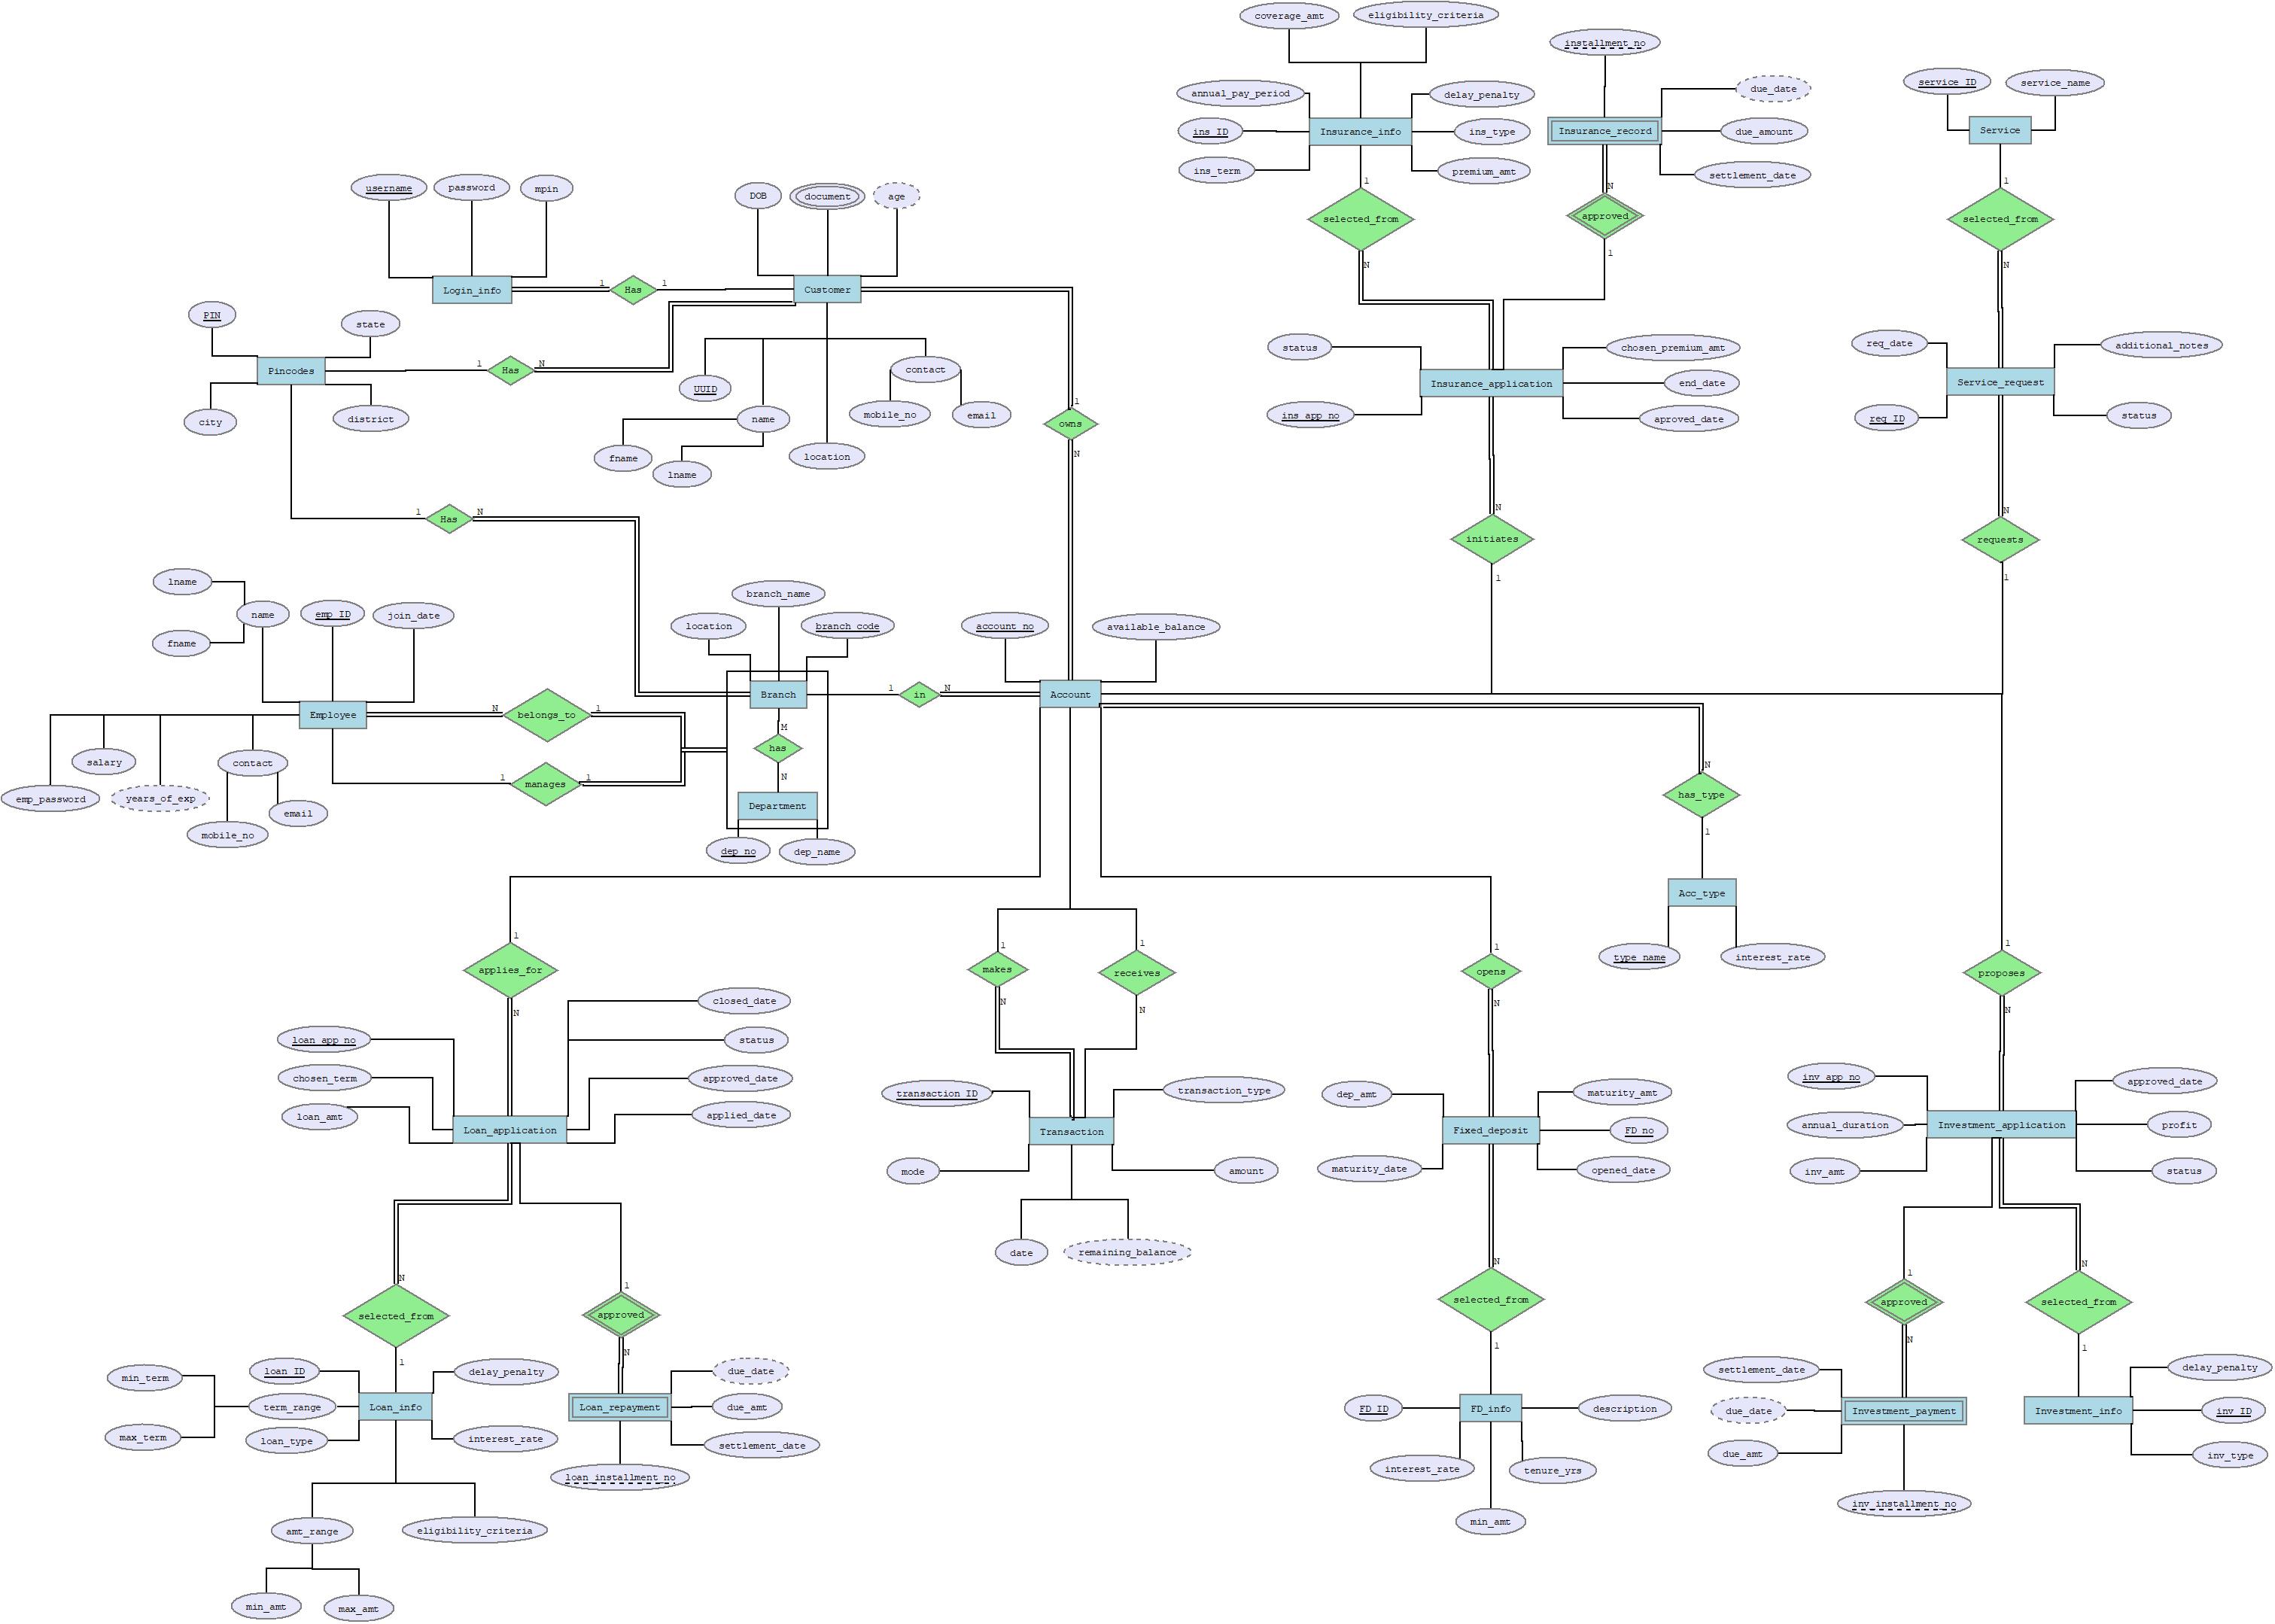 coverage_amt
eligibility_criteria
installment_no
annual_pay_period
delay_penalty
due_date
service_ID
service_name
ins_ID
Insurance_info
ins_type
Insurance_record
due_amount
Service
ins_term
premium_amt
settlement_date
1
N
1
username
password
mpin
DOB
document
age
selected_from
approved
selected_from
1
N
N
Login_info
1
Has
1
Customer
PIN
state
status
chosen_premium_amt
req_date
additional_notes
Pincodes
1
Has
N
contact
Insurance_application
end_date
Service_request
UUID
mobile_no
email
1
city
district
name
owns
ins_app_no
aproved_date
req_ID
status
fname
lname
location
N
1
Has
N
N
N
initiates
requests
1
1
lname
branch_name
name
emp_ID
join_date
location
branch_code
account_no
available_balance
fname
Branch
1
in
N
Account
Employee
N
belongs_to
1
M
has
salary
contact
N
N
1
manages
1
emp_password
years_of_exp
email
mobile_no
Department
has_type
1
dep_no
dep_name
Acc_type
type_name
interest_rate
1
1
1
1
1
applies_for
makes
receives
opens
proposes
N
N
N
N
N
closed_date
loan_app_no
status
chosen_term
approved_date
loan_amt
applied_date
Loan_application
transaction_ID
transaction_type
Transaction
mode
amount
date
remaining_balance
dep_amt
maturity_amt
Fixed_deposit
FD_no
maturity_date
opened_date
inv_app_no
approved_date
annual_duration
Investment_application
profit
inv_amt
status
N
1
N
1
N
selected_from
approved
selected_from
approved
selected_from
1
N
1
N
1
min_term
loan_ID
delay_penalty
due_date
settlement_date
delay_penalty
term_range
Loan_info
Loan_repayment
due_amt
FD_ID
FD_info
description
due_date
Investment_payment
Investment_info
inv_ID
max_term
loan_type
interest_rate
settlement_date
due_amt
inv_type
loan_installment_no
interest_rate
tenure_yrs
inv_installment_no
min_amt
amt_range
eligibility_criteria
min_amt
max_amt